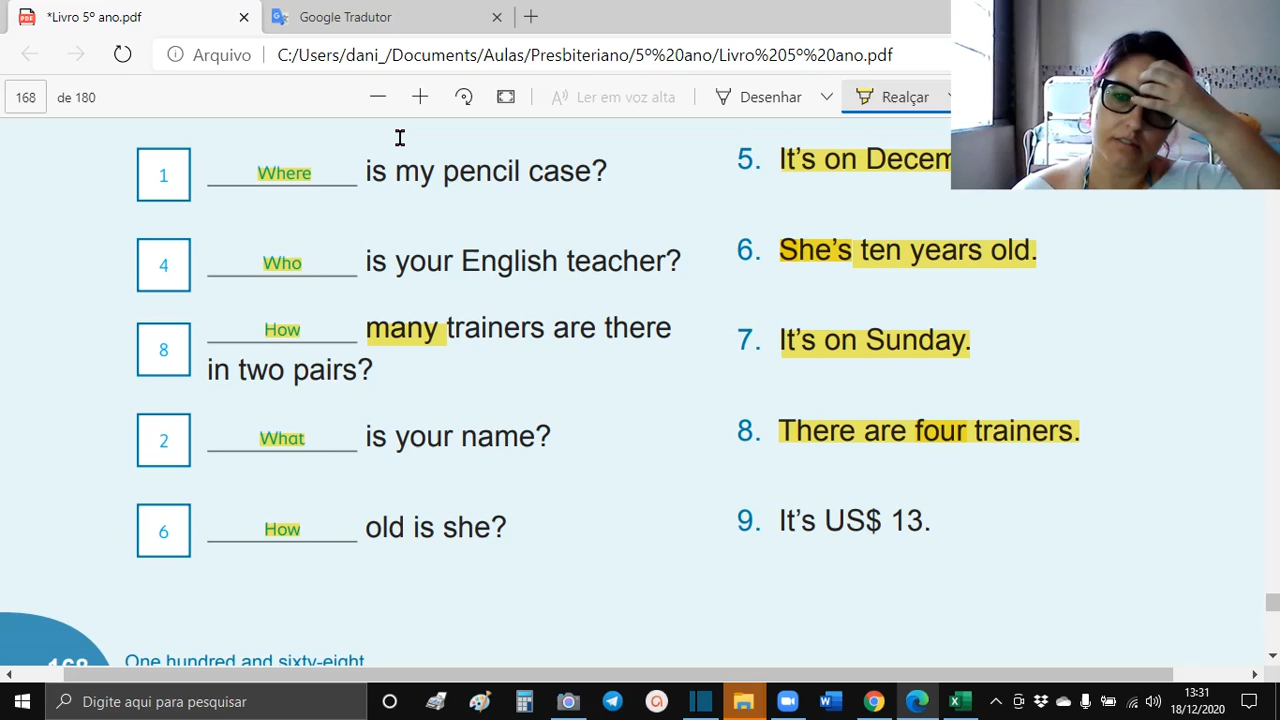 *Livro 5º ano.pdf
Google Tradutor
Arquivo
C:/Users/dani_/Documents/Aulas/Presbiteriano/5º%20ano/Livro%205º%20ano.pdf
168 de 180
Ler em voz alta
Desenhar
Realçar
1 Where is my pencil case?
4 Who is your English teacher?
8 How many trainers are there
in two pairs?
2 What is your name?
6 How old is she?
5. It's on Decem
6. She's ten years old.
7. It's on Sunday.
8. There are four trainers.
9. It's US$ 13.
168
One hundred and sixty-eight
Digite aqui para pesquisar
13:31
18/12/2020